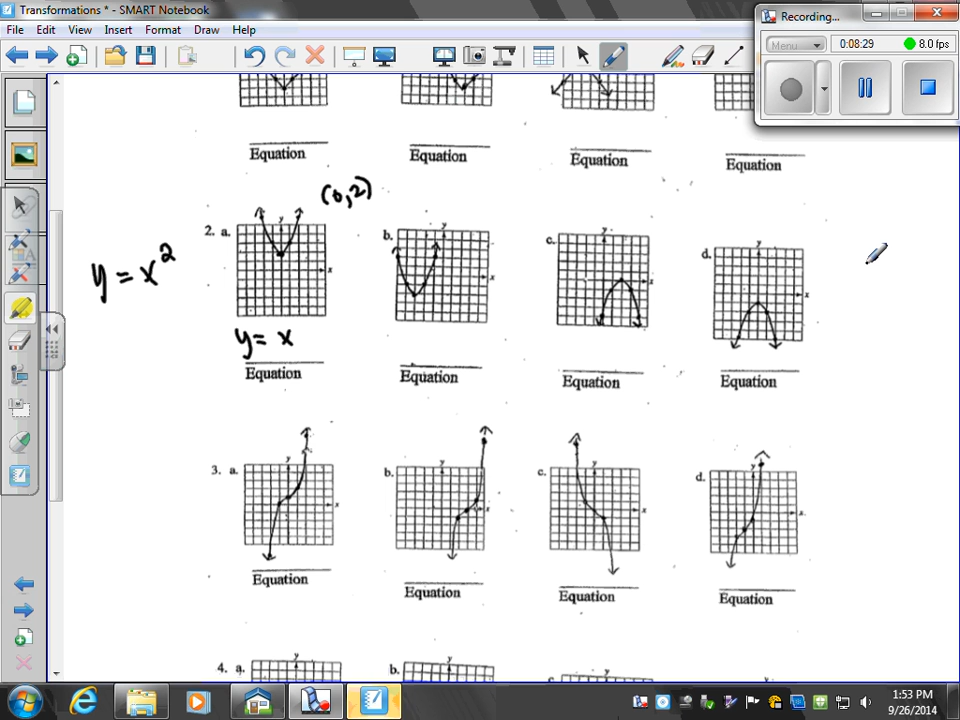 Transformations * - SMART Notebook
File Edit View Insert Format Draw Help
Recording...
Menu 0:08:29 8.0 fps
Equation Equation Equation Equation
(0,2)
2. a. y b. y c. y d. y
x x x x
y = x²
y = x
Equation Equation Equation Equation
3. a. y b. y c. y d. y
x x x x
Equation Equation Equation Equation
4. a. y b. y y
1:53 PM
9/26/2014